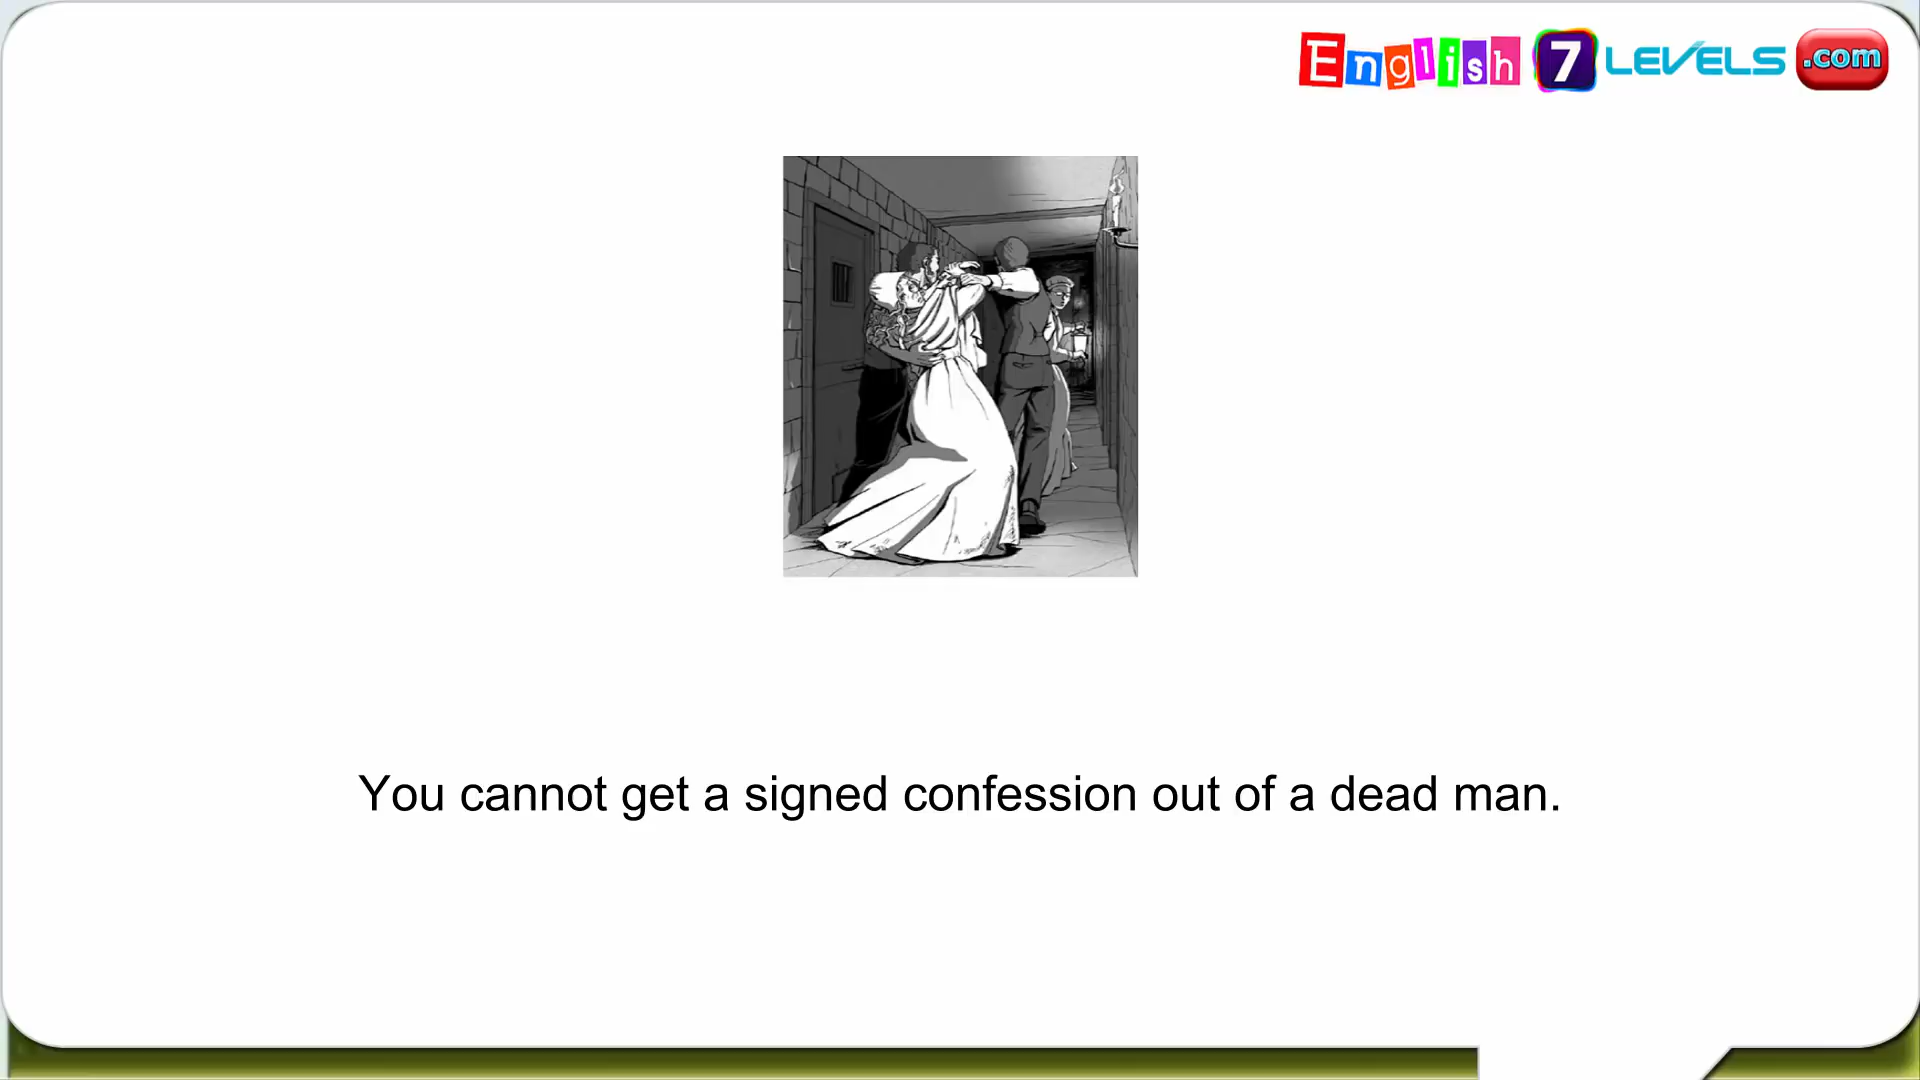 English 7 LEVELS .com
You cannot get a signed confession out of a dead man.